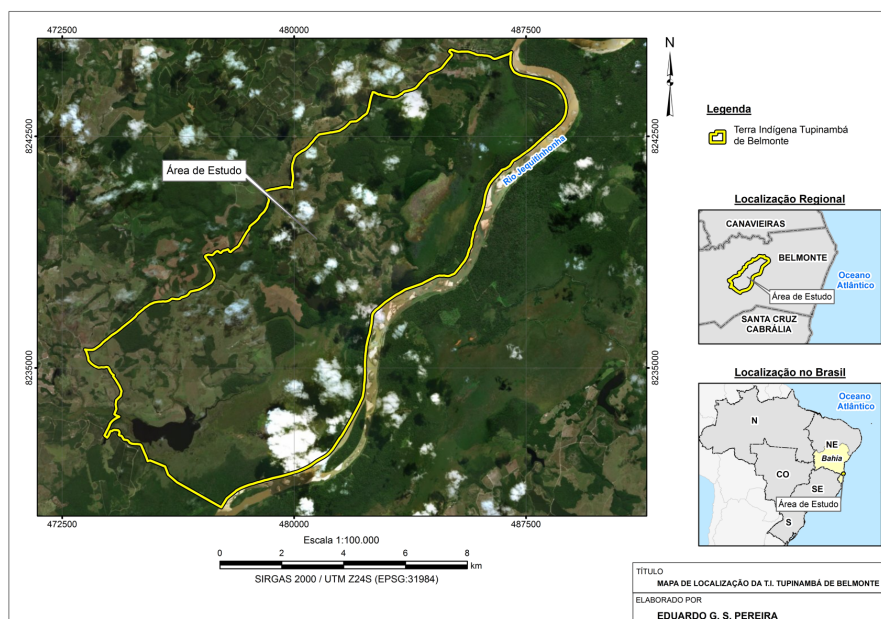 472500
480000
487500
N
8242500
8242500
Rio Jequitinhonha
Área de Estudo
8235000
8235000
472500
480000
487500
Escala 1:100.000
0 2 4 6 8
km
SIRGAS 2000 / UTM Z24S (EPSG:31984)
Legenda
Terra Indígena Tupinambá
de Belmonte
Localização Regional
CANAVIEIRAS
BELMONTE
Oceano
Atlântico
Área de Estudo
SANTA CRUZ
CABRÁLIA
Localização no Brasil
Oceano
Atlântico
N
NE
Bahia
CO
SE
Área de Estudo
S
TÍTULO
MAPA DE LOCALIZAÇÃO DA T.I. TUPINAMBÁ DE BELMONTE
ELABORADO POR
EDUARDO G. S. PEREIRA